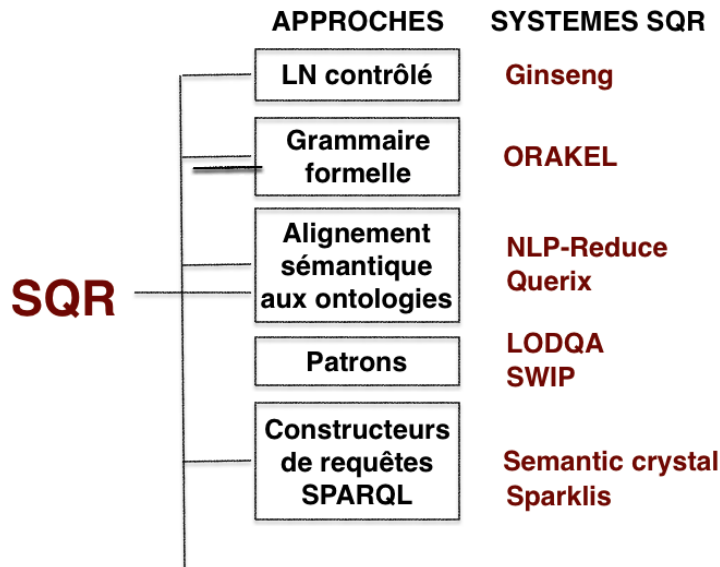 APPROCHES SYSTEMES SQR
LN contrôlé Ginseng
Grammaire
formelle
ORAKEL
Alignement
sémantique
aux ontologies
NLP-Reduce
Querix
SQR
Patrons
LODQA
SWIP
Constructeurs
de requêtes
SPARQL
Semantic crystal
Sparklis